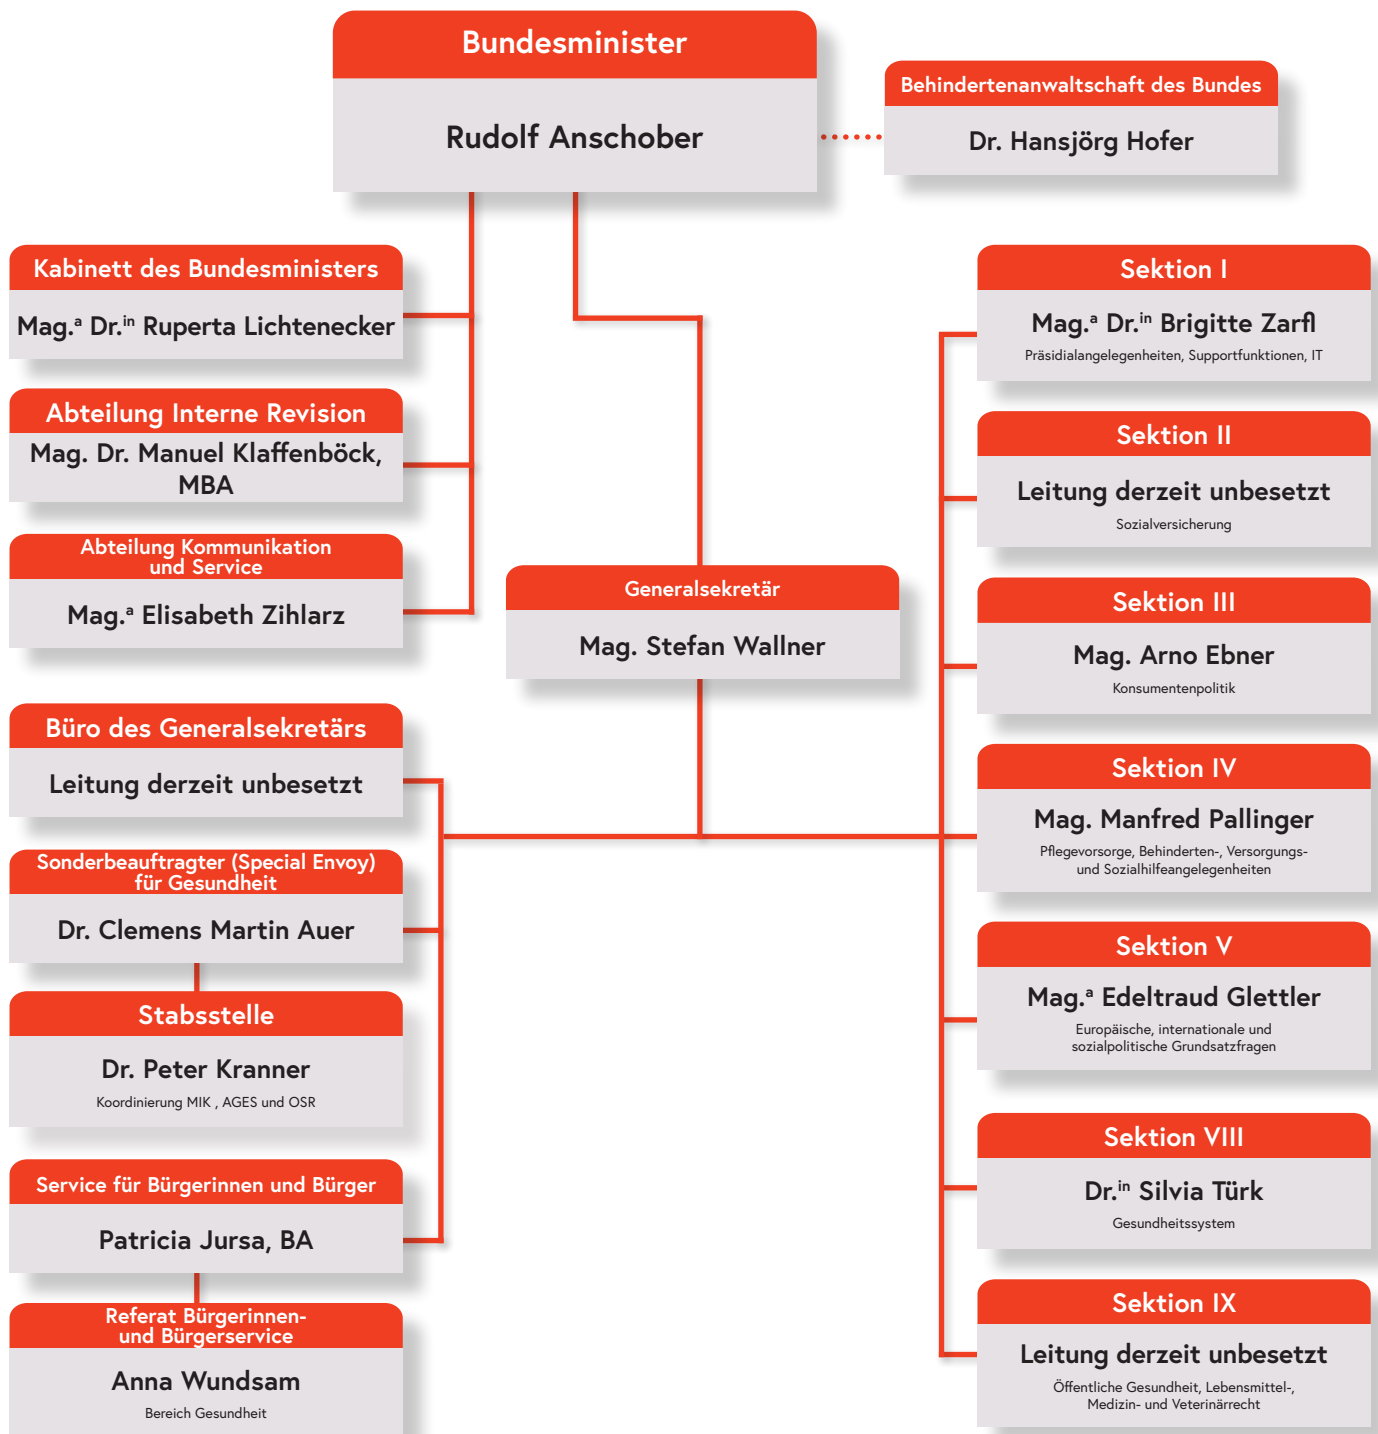 Bundesminister
Rudolf Anschober
Behindertenanwaltschaft des Bundes
Dr. Hansjörg Hofer
Kabinett des Bundesministers
Mag.ᵃ Dr.ⁱⁿ Ruperta Lichtenecker
Abteilung Interne Revision
Mag. Dr. Manuel Klaffenböck,
MBA
Abteilung Kommunikation
und Service
Mag.ᵃ Elisabeth Zihlarz
Generalsekretär
Mag. Stefan Wallner
Büro des Generalsekretärs
Leitung derzeit unbesetzt
Sonderbeauftragter (Special Envoy)
für Gesundheit
Dr. Clemens Martin Auer
Stabsstelle
Dr. Peter Kranner
Koordinierung MIK , AGES und OSR
Service für Bürgerinnen und Bürger
Patricia Jursa, BA
Referat Bürgerinnen-
und Bürgerservice
Anna Wundsam
Bereich Gesundheit
Sektion I
Mag.ᵃ Dr.ⁱⁿ Brigitte Zarfl
Präsidialangelegenheiten, Supportfunktionen, IT
Sektion II
Leitung derzeit unbesetzt
Sozialversicherung
Sektion III
Mag. Arno Ebner
Konsumentenpolitik
Sektion IV
Mag. Manfred Pallinger
Pflegevorsorge, Behinderten-, Versorgungs-
und Sozialhilfeangelegenheiten
Sektion V
Mag.ᵃ Edeltraud Glettler
Europäische, internationale und
sozialpolitische Grundsatzfragen
Sektion VIII
Dr.ⁱⁿ Silvia Türk
Gesundheitssystem
Sektion IX
Leitung derzeit unbesetzt
Öffentliche Gesundheit, Lebensmittel-,
Medizin- und Veterinärrecht